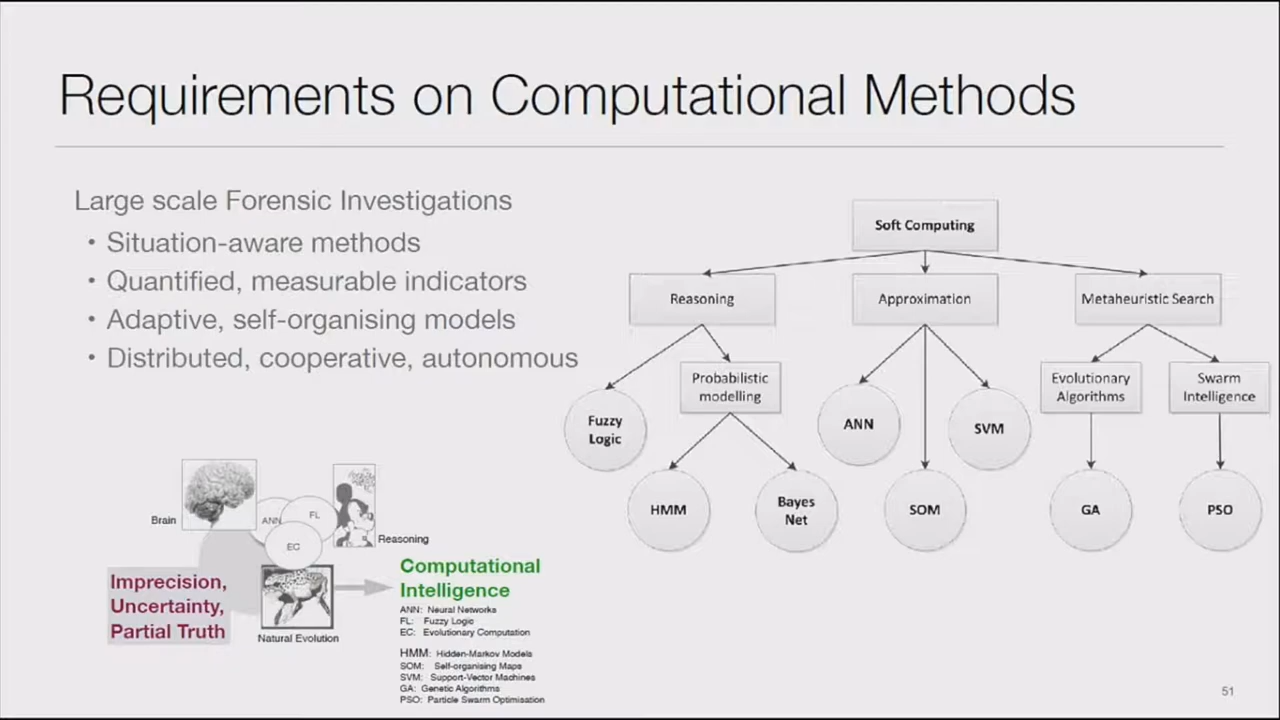 Requirements on Computational Methods
Large scale Forensic Investigations
• Situation-aware methods
• Quantified, measurable indicators
• Adaptive, self-organising models
• Distributed, cooperative, autonomous
Soft Computing
Reasoning
Approximation
Metaheuristic Search
Probabilistic
modelling
Evolutionary
Algorithms
Swarm
Intelligence
Fuzzy
Logic
ANN
SVM
HMM
Bayes
Net
SOM
GA
PSO
Brain
ANN
FL
EC
Reasoning
Imprecision,
Uncertainty,
Partial Truth
Natural Evolution
Computational
Intelligence
ANN: Neural Networks
FL: Fuzzy Logic
EC: Evolutionary Computation
HMM: Hidden-Markov Models
SOM: Self-organising Maps
SVM: Support-Vector Machines
GA: Genetic Algorithms
PSO: Particle Swarm Optimisation
51